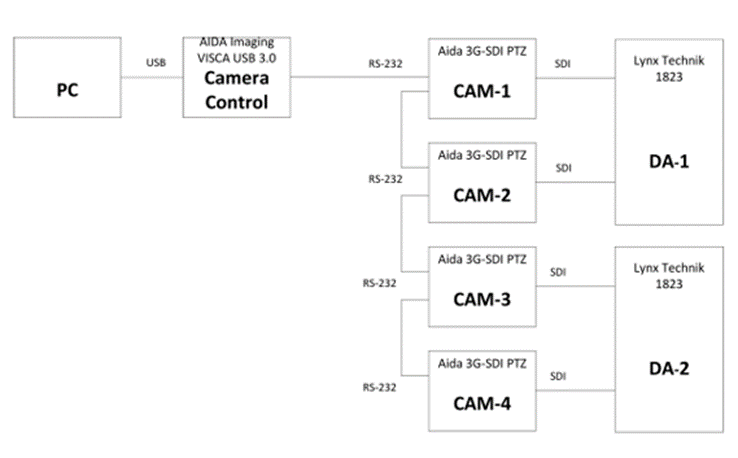 PC
USB
AIDA Imaging
VISCA USB 3.0
Camera
Control
RS-232
Aida 3G-SDI PTZ
CAM-1
SDI
Lynx Technik
1823
DA-1
RS-232
Aida 3G-SDI PTZ
CAM-2
SDI
RS-232
Aida 3G-SDI PTZ
CAM-3
SDI
Lynx Technik
1823
DA-2
RS-232
Aida 3G-SDI PTZ
CAM-4
SDI